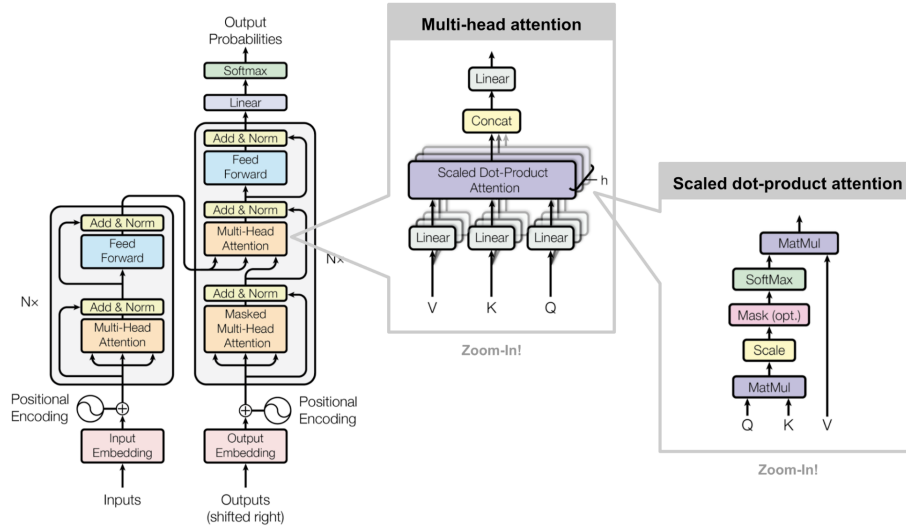 Output
Probabilities
Softmax
Linear
Add & Norm
Feed
Forward
Add & Norm
Multi-Head
Attention
Add & Norm
Masked
Multi-Head
Attention
Nx
Add & Norm
Feed
Forward
Nx
Add & Norm
Multi-Head
Attention
Positional
Encoding
Positional
Encoding
Input
Embedding
Output
Embedding
Inputs
Outputs
(shifted right)
Multi-head attention
Linear
Concat
Scaled Dot-Product
Attention
h
Linear
Linear
Linear
V
K
Q
Zoom-In!
Scaled dot-product attention
MatMul
SoftMax
Mask (opt.)
Scale
MatMul
Q
K
V
Zoom-In!